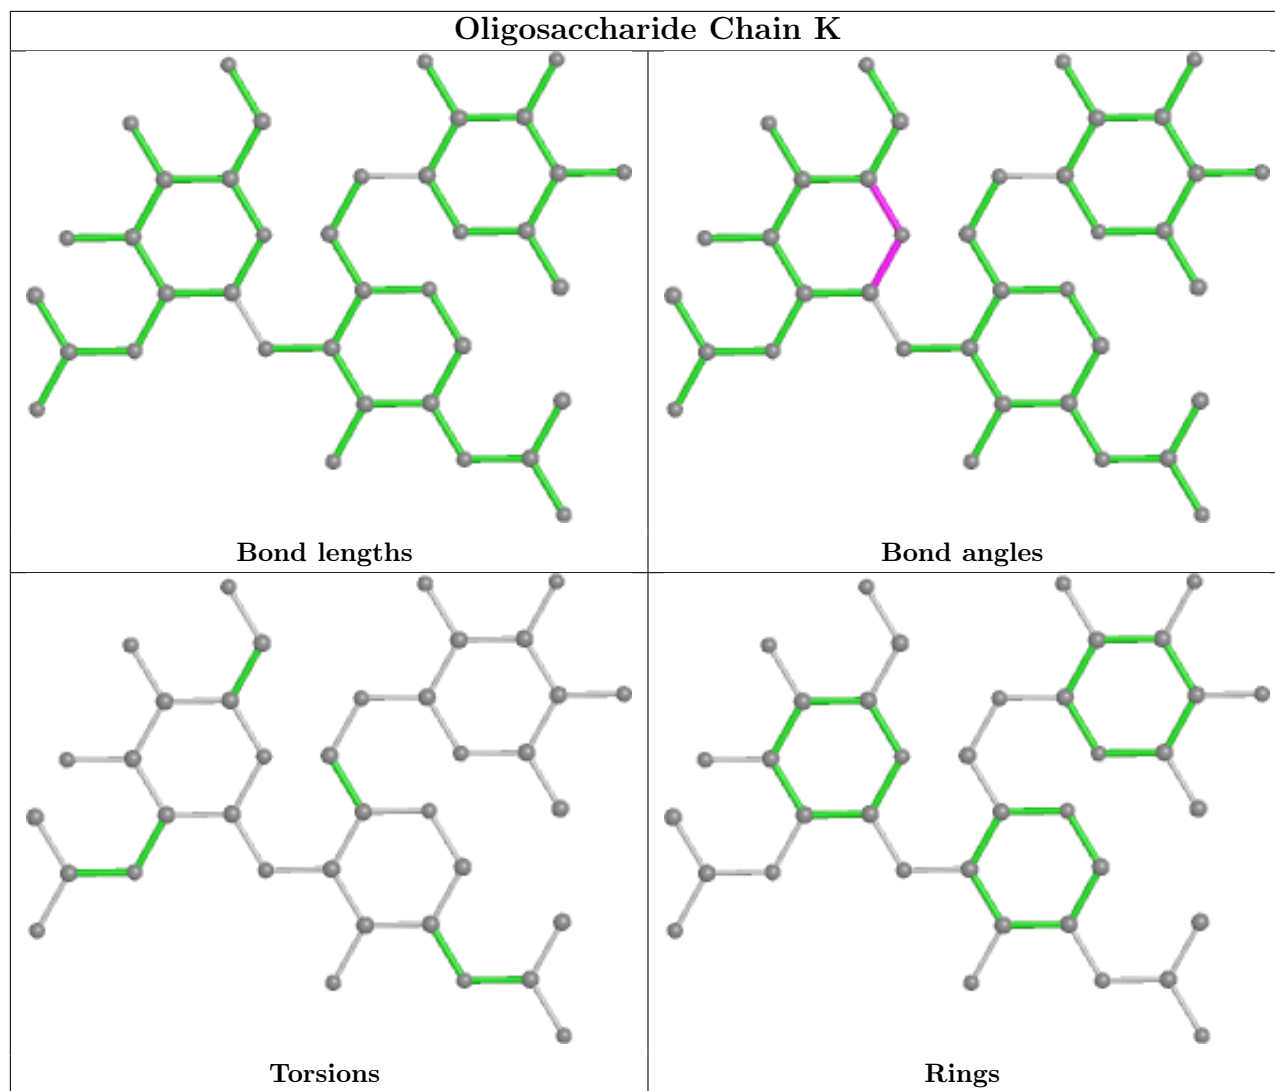 Oligosaccharide Chain K
Bond lengths
Bond angles
Torsions
Rings